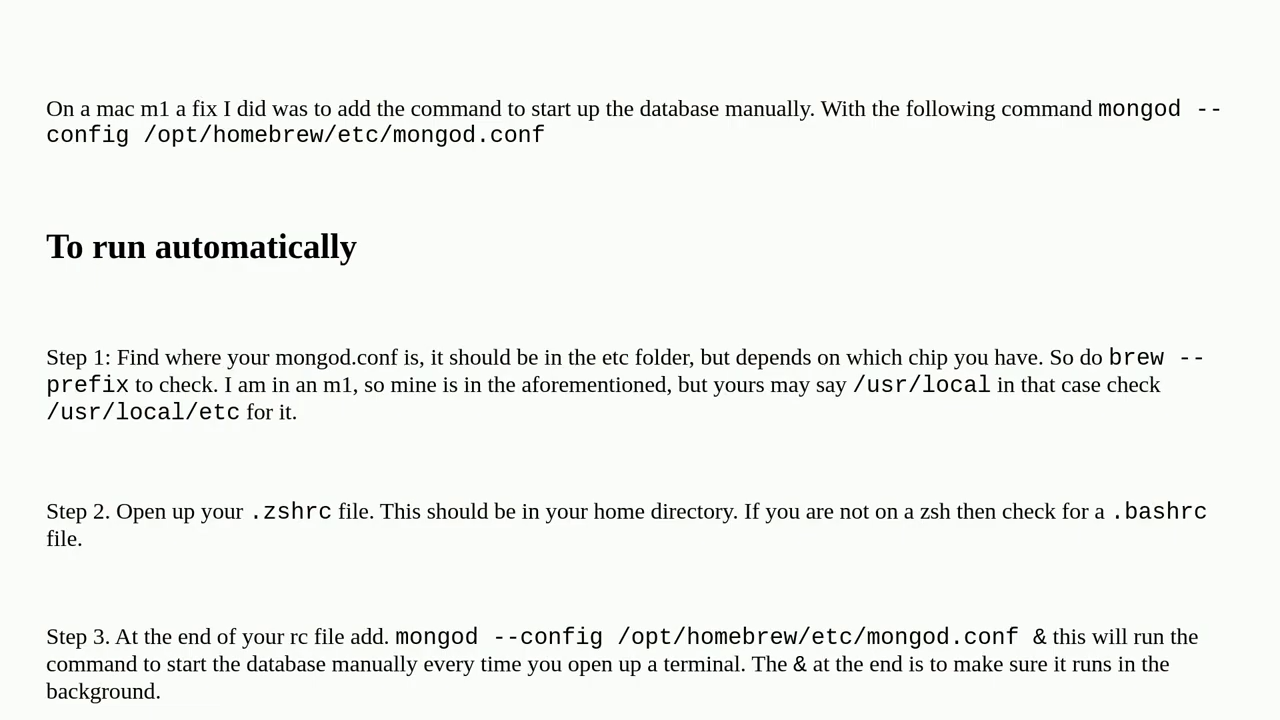 On a mac m1 a fix I did was to add the command to start up the database manually. With the following command mongod --
config /opt/homebrew/etc/mongod.conf
To run automatically
Step 1: Find where your mongod.conf is, it should be in the etc folder, but depends on which chip you have. So do brew --
prefix to check. I am in an m1, so mine is in the aforementioned, but yours may say /usr/local in that case check
/usr/local/etc for it.
Step 2. Open up your .zshrc file. This should be in your home directory. If you are not on a zsh then check for a .bashrc
file.
Step 3. At the end of your rc file add. mongod --config /opt/homebrew/etc/mongod.conf & this will run the
command to start the database manually every time you open up a terminal. The & at the end is to make sure it runs in the
background.